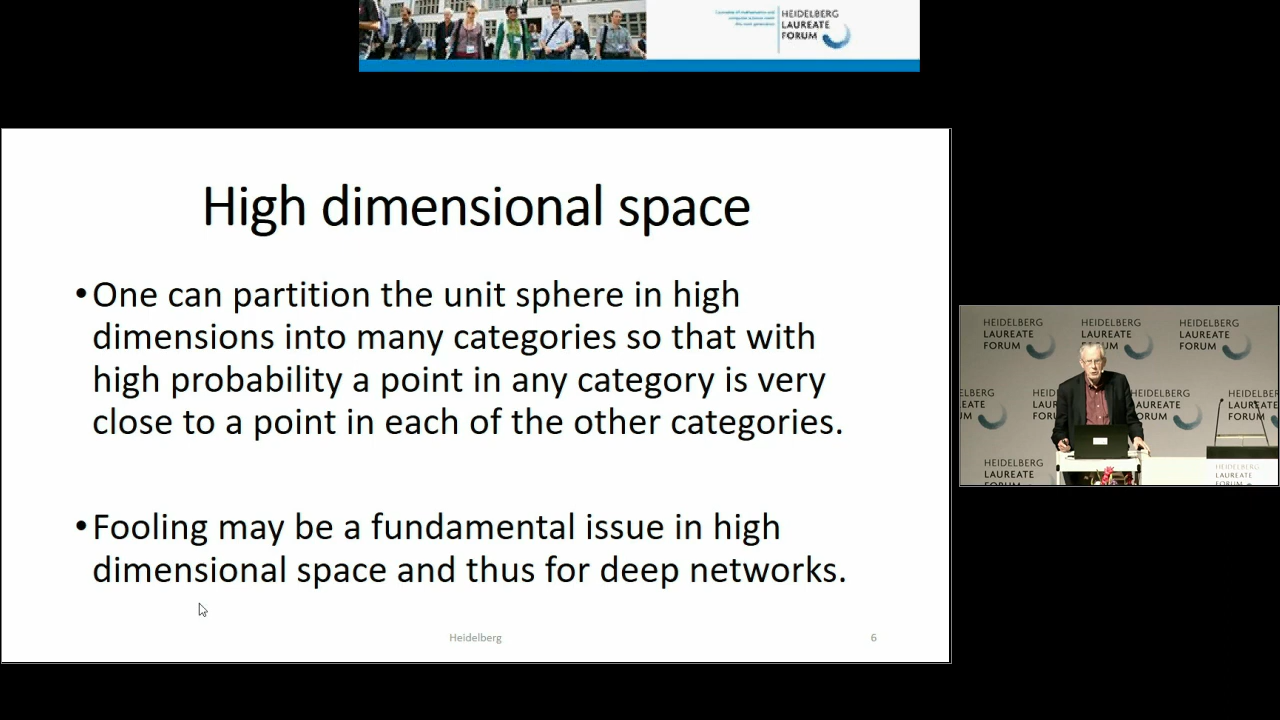 HEIDELBERG
LAUREATE
FORUM
High dimensional space
•One can partition the unit sphere in high
dimensions into many categories so that with
high probability a point in any category is very
close to a point in each of the other categories.
•Fooling may be a fundamental issue in high
dimensional space and thus for deep networks.
Heidelberg
6
HEIDELBERG
LAUREATE
FORUM
HEIDELBERG
LAUREATE
FORUM
HEIDELBERG
LAUREATE
FORUM
HEIDELBERG
LAUREATE
FORUM